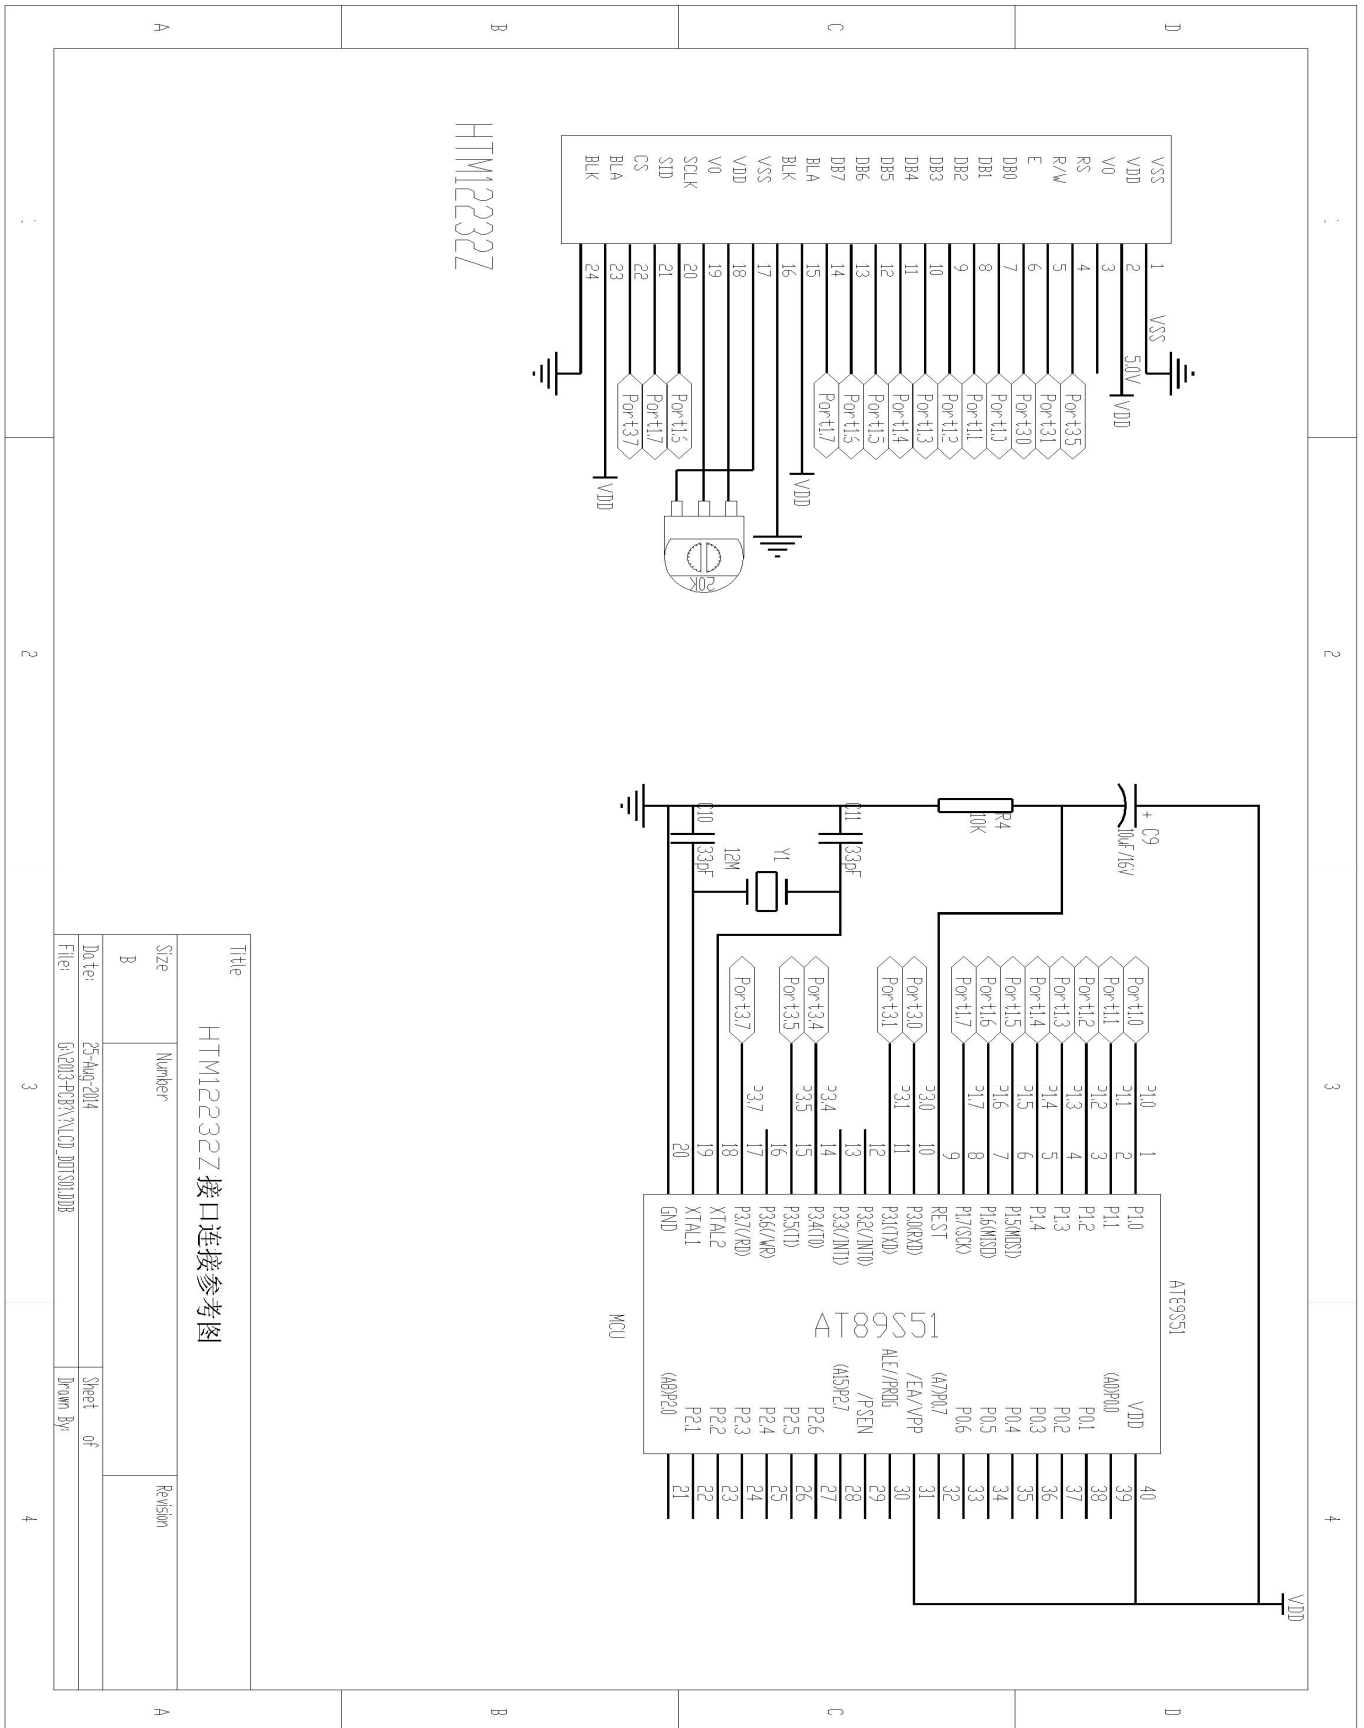 A
B
C
D
HTM12232Z
VSS
VDD
V0
RS
R/W
E
DB0
DB1
DB2
DB3
DB4
DB5
DB6
DB7
BLA
BLK
VSS
VDD
V0
SCLK
SID
CS
BLA
BLK
1
2
3
4
5
6
7
8
9
10
11
12
13
14
15
16
17
18
19
20
21
22
23
24
VSS
5.0V
VDD
Port35
Port31
Port30
Port1.0
Port1.1
Port1.2
Port1.3
Port1.4
Port1.5
Port1.6
Port1.7
VDD
Port1.6
Port1.7
Port37
VDD
20K
2
2
C9
+
10uF/16V
R4
10K
C11
33pF
Y1
12M
C10
33pF
Port1.0
Port1.1
Port1.2
Port1.3
Port1.4
Port1.5
Port1.6
Port1.7
Port3.0
Port3.1
Port3.4
Port3.5
Port3.7
P1.0
P1.1
P1.2
P1.3
P1.4
P1.5
P1.6
P1.7
P3.0
P3.1
P3.4
P3.5
P3.7
3
3
1
2
3
4
5
6
7
8
9
10
11
12
13
14
15
16
17
18
19
20
P1.0
P1.1
P1.2
P1.3
P1.4
P1.5(MOSI)
P1.6(MISO)
P1.7(SCK)
REST
P3.0(RXD)
P3.1(TXD)
P3.2(/INT0)
P3.3(/INT1)
P3.4(T0)
P3.5(T1)
P3.6(/WR)
P3.7(/RD)
XTAL2
XTAL1
GND
AT89S51
AT89S51
MCU
VDD
(A0)P0.0
P0.1
P0.2
P0.3
P0.4
P0.5
P0.6
(A7)P0.7
/EA/VPP
ALE//PROG
/PSEN
(A15)P2.7
P2.6
P2.5
P2.4
P2.3
P2.2
P2.1
(A8)P2.0
40
39
38
37
36
35
34
33
32
31
30
29
28
27
26
25
24
23
22
21
VDD
4
4
Title
HTM12232Z接口连接参考图
Size
Number
Revision
B
Date:
25-Aug-2014
Sheet of
File:
G:\2013-PCB?\?\LCD_DOTS01.DDB
Drawn By:
A
B
C
D